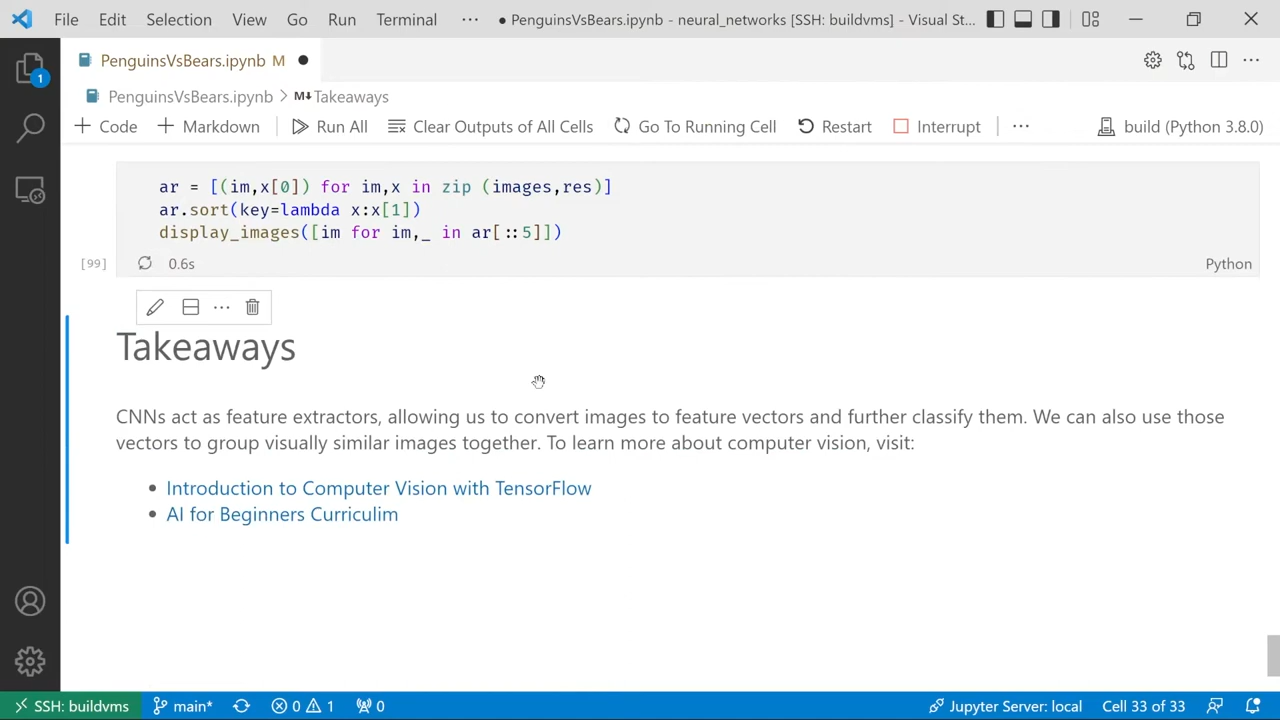 File Edit Selection View Go Run Terminal ··· ● PenguinsVsBears.ipynb - neural_networks [SSH: buildvms] - Visual St...
1
PenguinsVsBears.ipynb M ●
PenguinsVsBears.ipynb > M↓Takeaways
+ Code + Markdown Run All Clear Outputs of All Cells Go To Running Cell Restart Interrupt ··· build (Python 3.8.0)
ar = [(im,x[0]) for im,x in zip (images,res)]
ar.sort(key=lambda x:x[1])
display_images([im for im,_ in ar[::5]])
[99] 0.6s Python
Takeaways
CNNs act as feature extractors, allowing us to convert images to feature vectors and further classify them. We can also use those
vectors to group visually similar images together. To learn more about computer vision, visit:
• Introduction to Computer Vision with TensorFlow
• AI for Beginners Curriculim
SSH: buildvms main* 0 1 0 Jupyter Server: local Cell 33 of 33